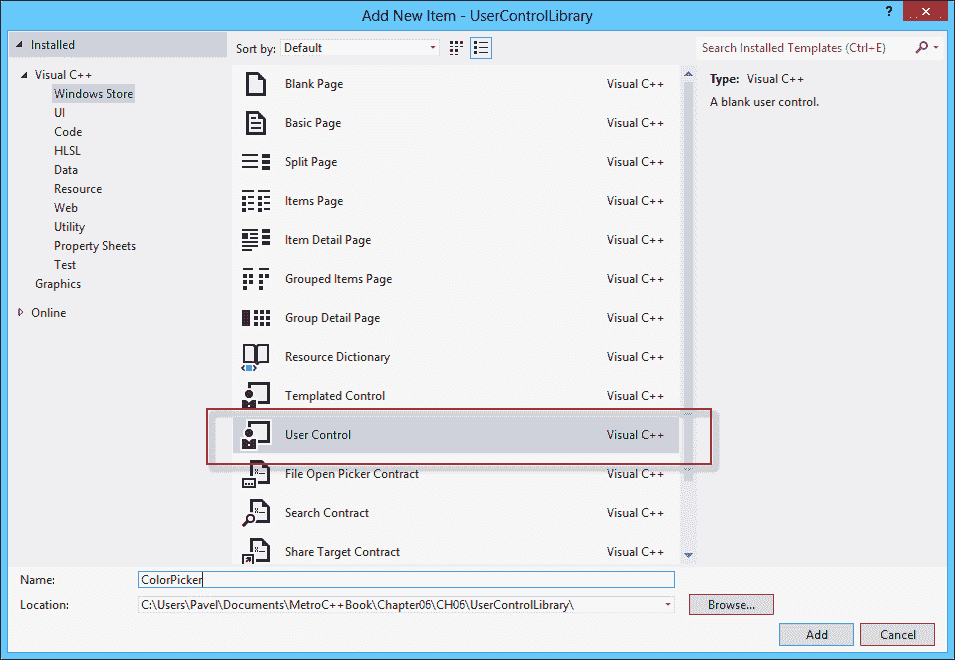 Add New Item - UserControlLibrary
?
Installed
Sort by: Default
Search Installed Templates (Ctrl+E)
Visual C++
Windows Store
UI
Code
HLSL
Data
Resource
Web
Utility
Property Sheets
Test
Graphics
Online
Blank Page Visual C++
Basic Page Visual C++
Split Page Visual C++
Items Page Visual C++
Item Detail Page Visual C++
Grouped Items Page Visual C++
Group Detail Page Visual C++
Resource Dictionary Visual C++
Templated Control Visual C++
User Control Visual C++
File Open Picker Contract Visual C++
Search Contract Visual C++
Share Target Contract Visual C++
Type: Visual C++
A blank user control.
Name: ColorPicker
Location: C:\Users\Pavel\Documents\MetroC++Book\Chapter06\CH06\UserControlLibrary\
Browse...
Add Cancel